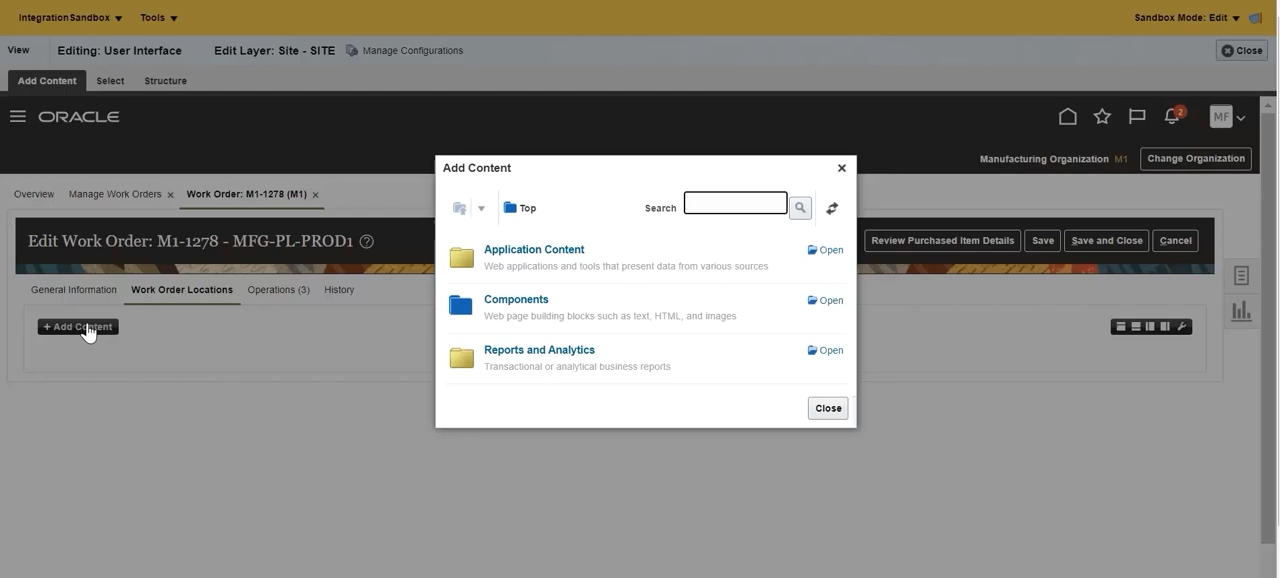 IntegrationSandbox Tools Sandbox Mode: Edit
View Editing: User Interface Edit Layer: Site - SITE Manage Configurations Close
Add Content Select Structure
ORACLE 2 MF
Manufacturing Organization M1 Change Organization
Overview Manage Work Orders Work Order: M1-1278 (M1)
Edit Work Order: M1-1278 - MFG-PL-PROD1 Review Purchased Item Details Save Save and Close Cancel
General Information Work Order Locations Operations (3) History
+ Add Content
Add Content
Top Search
Application Content Open
Web applications and tools that present data from various sources
Components Open
Web page building blocks such as text, HTML, and images
Reports and Analytics Open
Transactional or analytical business reports
Close